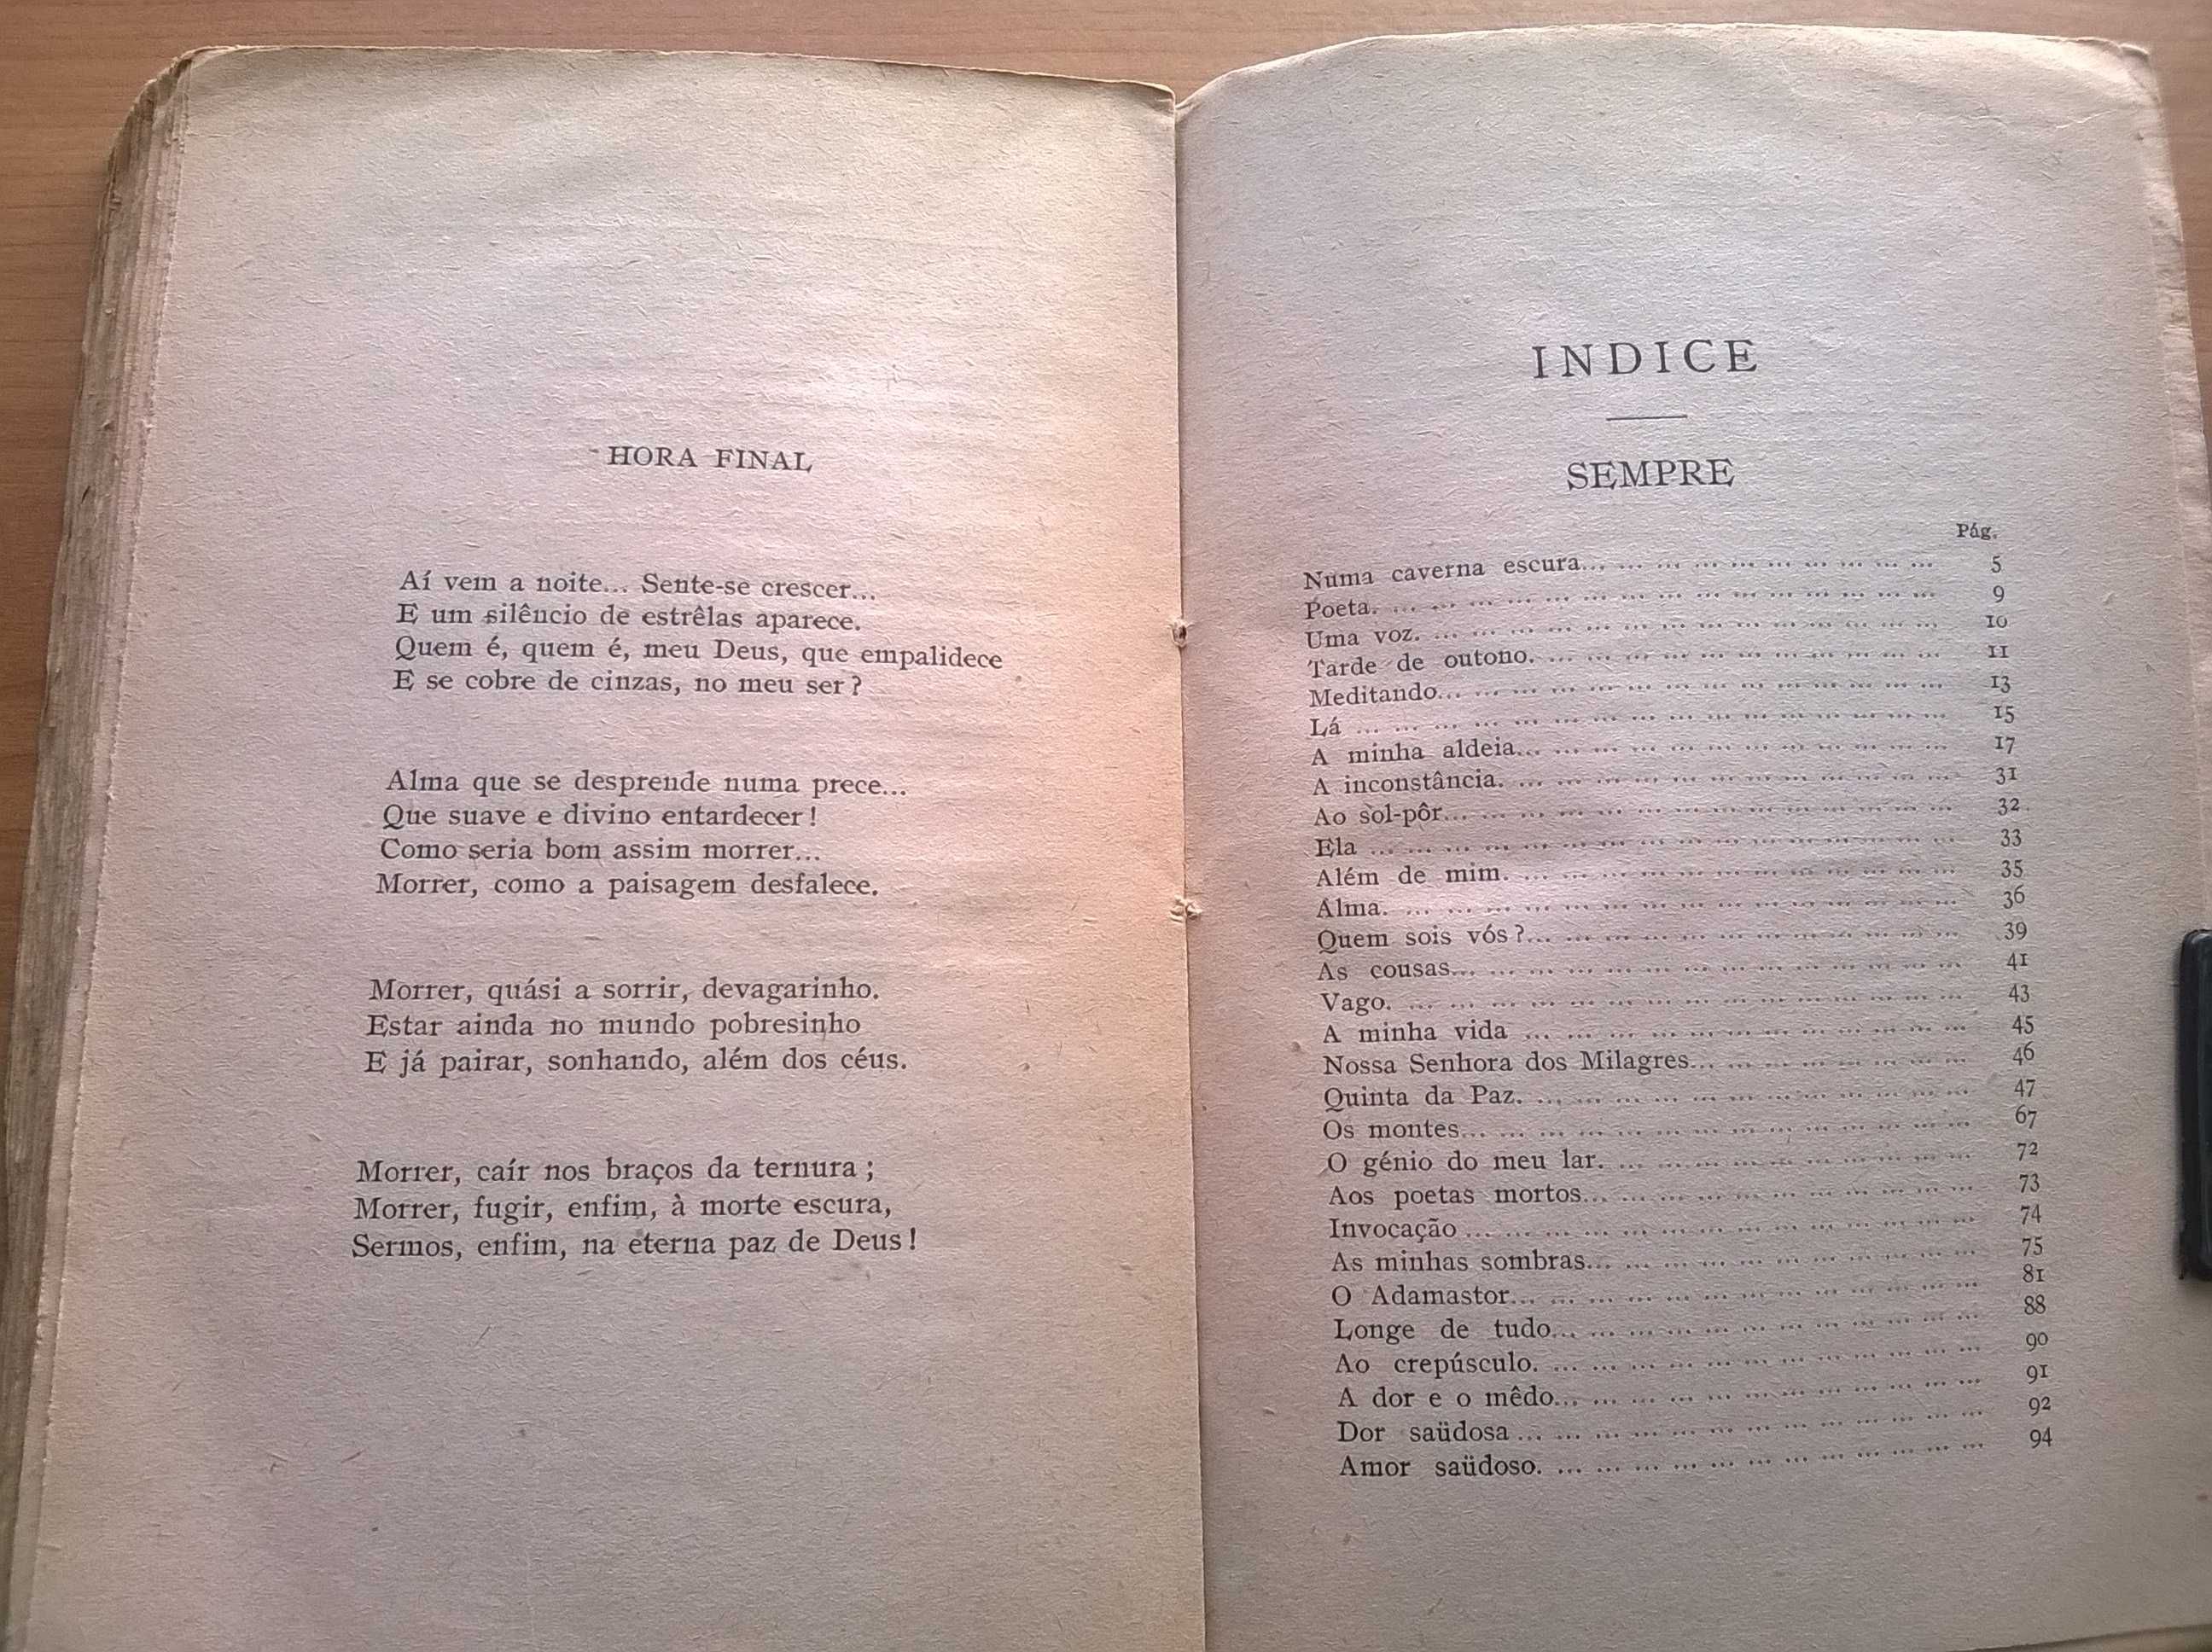 HORA FINAL
Aí vem a noite... Sente-se crescer...
E um silêncio de estrêlas aparece.
Quem é, quem é, meu Deus, que empalidece
E se cobre de cinzas, no meu ser?
Alma que se desprende numa prece...
Que suave e divino entardecer!
Como seria bom assim morrer...
Morrer, como a paisagem desfalece.
Morrer, quási a sorrir, devagarinho.
Estar ainda no mundo pobresinho
E já pairar, sonhando, além dos céus.
Morrer, caír nos braços da ternura;
Morrer, fugir, enfim, à morte escura,
Sermos, enfim, na eterna paz de Deus!
INDICE
SEMPRE
Pág.
Numa caverna escura... 5
Poeta. ... 9
Uma voz. ... 10
Tarde de outono. ... 11
Meditando... 13
Lá ... 15
A minha aldeia... 17
A inconstância. ... 31
Ao sol-pôr... 32
Ela ... 33
Além de mim. ... 35
Alma. ... 36
Quem sois vós?... 39
As cousas... 41
Vago. ... 43
A minha vida ... 45
Nossa Senhora dos Milagres... 46
Quinta da Paz. ... 47
Os montes... 67
O génio do meu lar. ... 72
Aos poetas mortos... 73
Invocação ... 74
As minhas sombras... 75
O Adamastor... 81
Longe de tudo... 88
Ao crepúsculo. ... 90
A dor e o mêdo... 91
Dor saüdosa ... 92
Amor saüdoso. ... 94